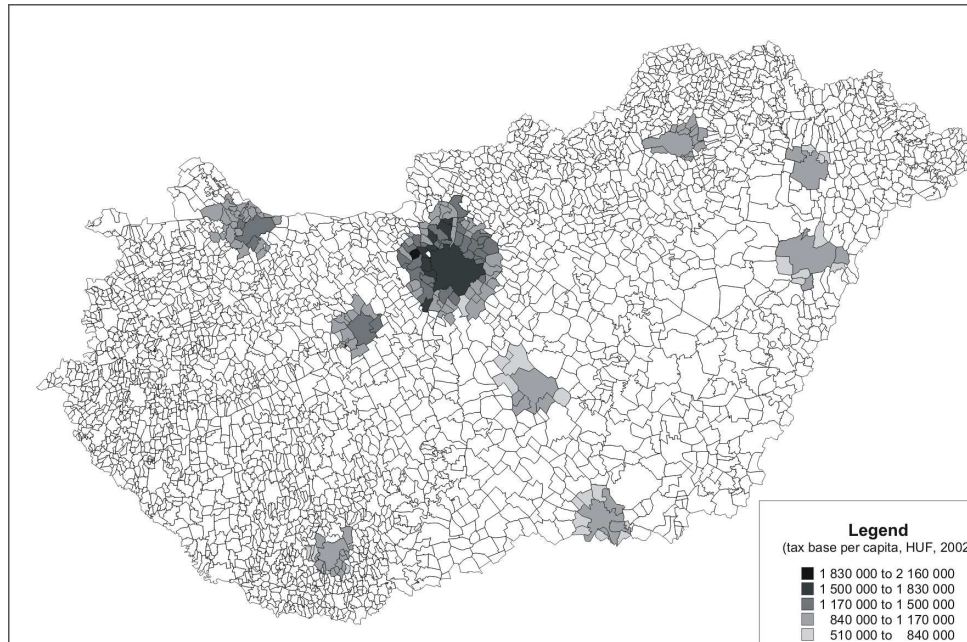 Legend
(tax base per capita, HUF, 2002
1 830 000 to 2 160 000
1 500 000 to 1 830 000
1 170 000 to 1 500 000
840 000 to 1 170 000
510 000 to 840 000